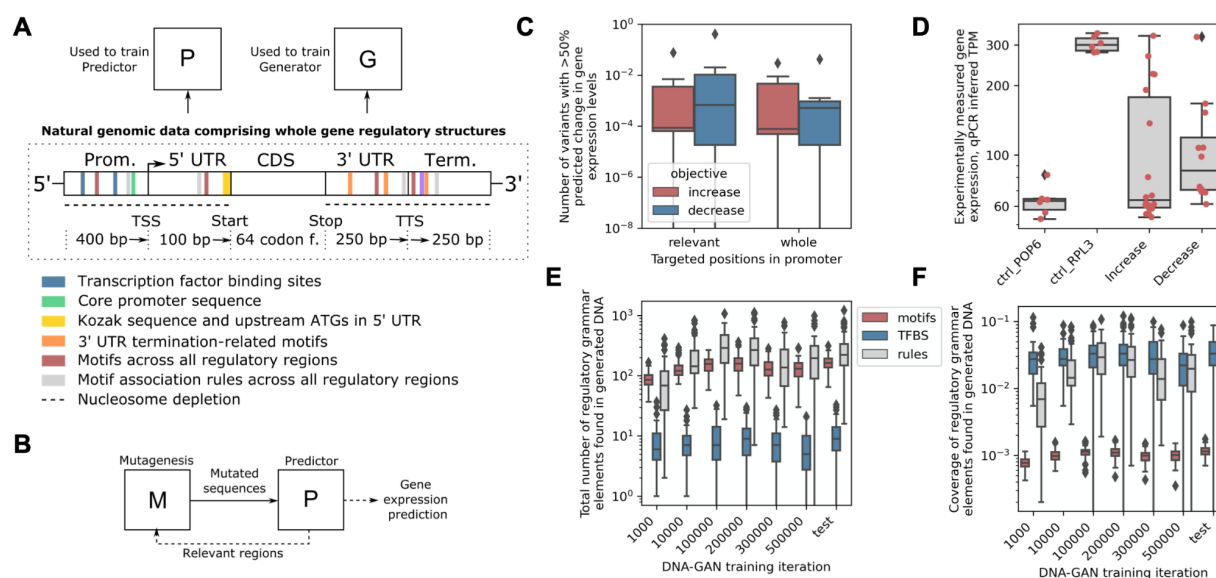 A
Used to train
Predictor
P
Used to train
Generator
G
Natural genomic data comprising whole gene regulatory structures
Prom. 5' UTR CDS 3' UTR Term.
5' 3'
TSS Start Stop TTS
400 bp 100 bp 64 codon f. 250 bp 250 bp
Transcription factor binding sites
Core promoter sequence
Kozak sequence and upstream ATGs in 5' UTR
3' UTR termination-related motifs
Motifs across all regulatory regions
Motif association rules across all regulatory regions
Nucleosome depletion
B
Mutagenesis
M
Mutated
sequences
Predictor
P
Gene
expression
prediction
Relevant regions
C
Number of variants with >50%
predicted change in gene
expression levels
10^0
10^-2
10^-4
10^-6
10^-8
objective
increase
decrease
relevant whole
Targeted positions in promoter
D
Experimentally measured gene
expression, qPCR inferred TPM
300
200
100
60
ctrl_POP6 ctrl_RPL3 Increase Decrease
E
Total number of regulatory grammar
elements found in generated DNA
10^3
10^2
10^1
10^0
1000 10000 100000 200000 300000 500000 test
DNA-GAN training iteration
motifs
TFBS
rules
F
Coverage of regulatory grammar
elements found in generated DNA
10^-1
10^-2
10^-3
1000 10000 100000 200000 300000 500000 test
DNA-GAN training iteration